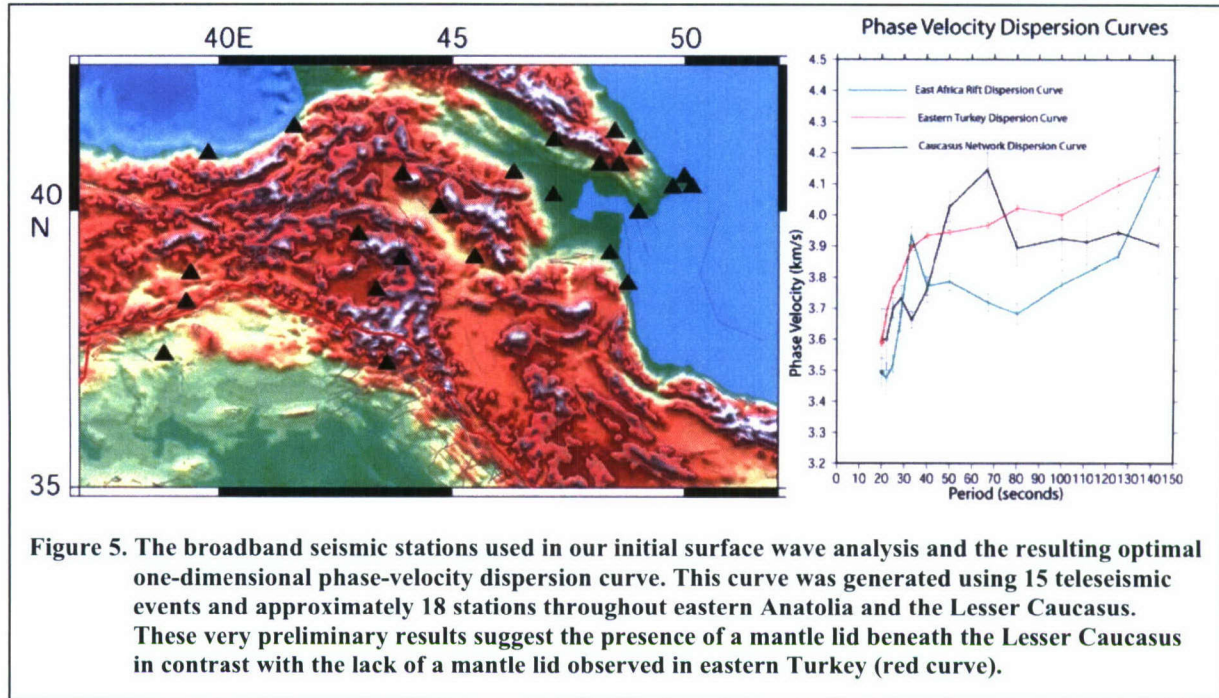 40E 45 50
40
N
35
Phase Velocity Dispersion Curves
4.5
4.4
4.3
4.2
4.1
4.0
3.9
3.8
3.7
3.6
3.5
3.4
3.3
3.2
Phase Velocity (km/s)
East Africa Rift Dispersion Curve
Eastern Turkey Dispersion Curve
Caucasus Network Dispersion Curve
20 30 40 50 60 70 80 90 100 110 120 130 140 150
Period (seconds)
Figure 5. The broadband seismic stations used in our initial surface wave analysis and the resulting optimal
one-dimensional phase-velocity dispersion curve. This curve was generated using 15 teleseismic
events and approximately 18 stations throughout eastern Anatolia and the Lesser Caucasus.
These very preliminary results suggest the presence of a mantle lid beneath the Lesser Caucasus
in contrast with the lack of a mantle lid observed in eastern Turkey (red curve).